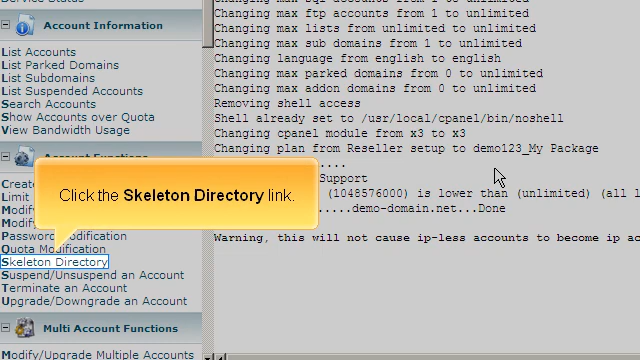 Account Information
List Accounts
List Parked Domains
List Subdomains
List Suspended Accounts
Search Accounts
Show Accounts over Quota
View Bandwidth Usage
Account Functions
Create
Limit
Modify
Password Modification
Quota Modification
Skeleton Directory
Suspend/Unsuspend an Account
Terminate an Account
Upgrade/Downgrade an Account
Multi Account Functions
Modify/Upgrade Multiple Accounts
Click the Skeleton Directory link.
Changing max ftp accounts from 1 to unlimited
Changing max lists from unlimited to unlimited
Changing max sub domains from 1 to unlimited
Changing language from english to english
Changing max parked domains from 0 to unlimited
Changing max addon domains from 0 to unlimited
Removing shell access
Shell already set to /usr/local/cpanel/bin/noshell
Changing cpanel module from x3 to x3
Changing plan from Reseller setup to demo123_My Package
....
Support
(1048576000) is lower than (unlimited) (all l
.....demo-domain.net...Done
Warning, this will not cause ip-less accounts to become ip ac